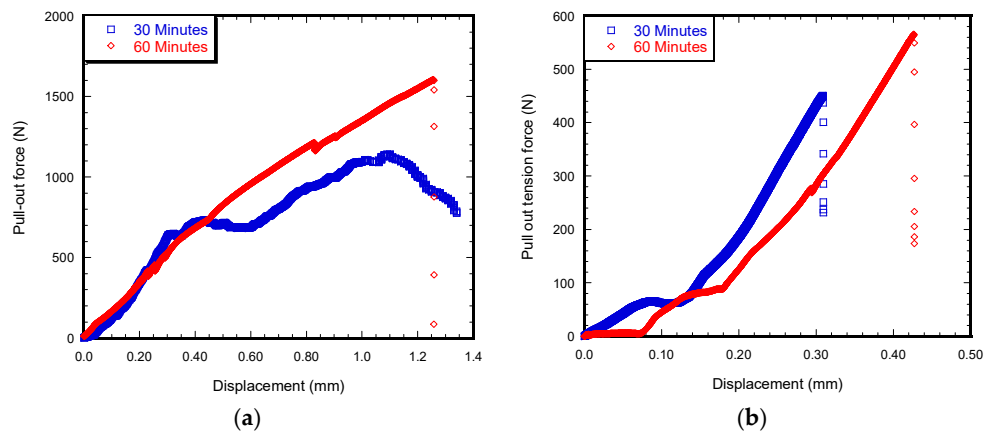 2000
1500
1000
500
0
30 Minutes
60 Minutes
Pull-out force (N)
0.0 0.20 0.40 0.60 0.80 1.0 1.2 1.4
Displacement (mm)
(a)
600
500
400
300
200
100
0
30 Minutes
60 Minutes
Pull out tension force (N)
0.0 0.10 0.20 0.30 0.40 0.50
Displacement (mm)
(b)